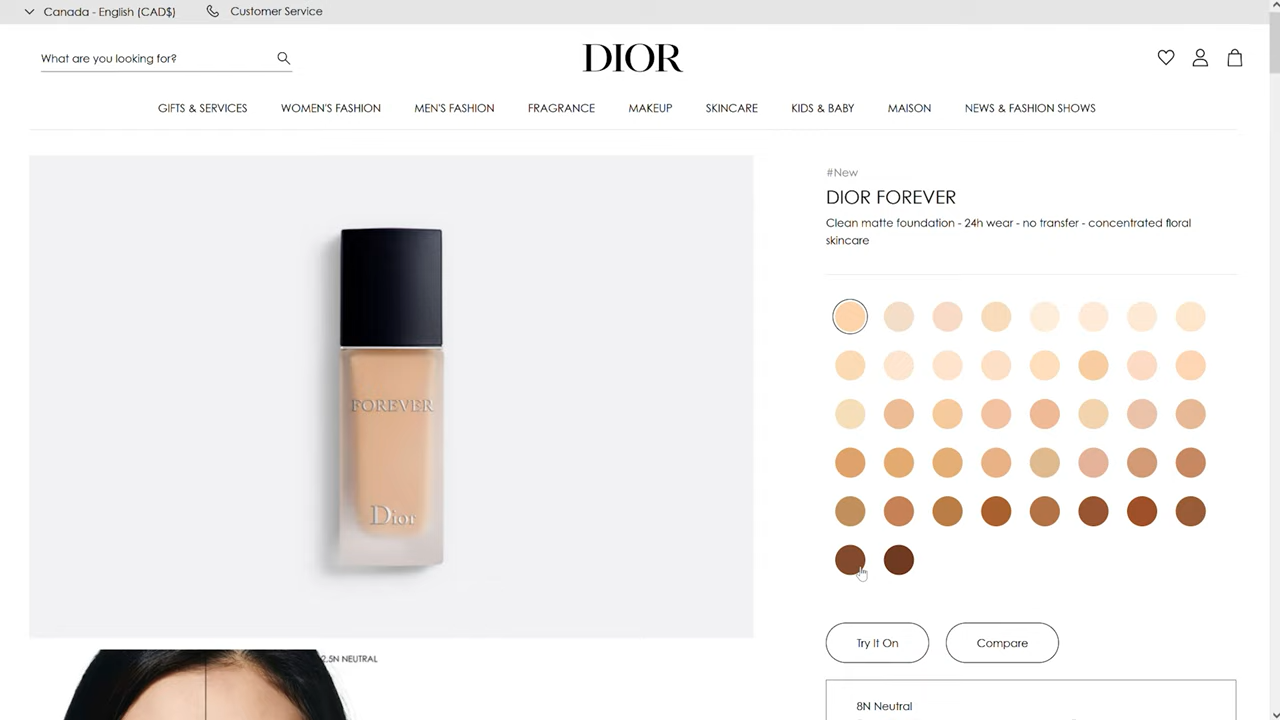 Canada - English (CAD$)
Customer Service
What are you looking for?
DIOR
GIFTS & SERVICES
WOMEN'S FASHION
MEN'S FASHION
FRAGRANCE
MAKEUP
SKINCARE
KIDS & BABY
MAISON
NEWS & FASHION SHOWS
#New
DIOR FOREVER
Clean matte foundation - 24h wear - no transfer - concentrated floral
skincare
FOREVER
Dior
Try It On
Compare
2.5N NEUTRAL
8N Neutral